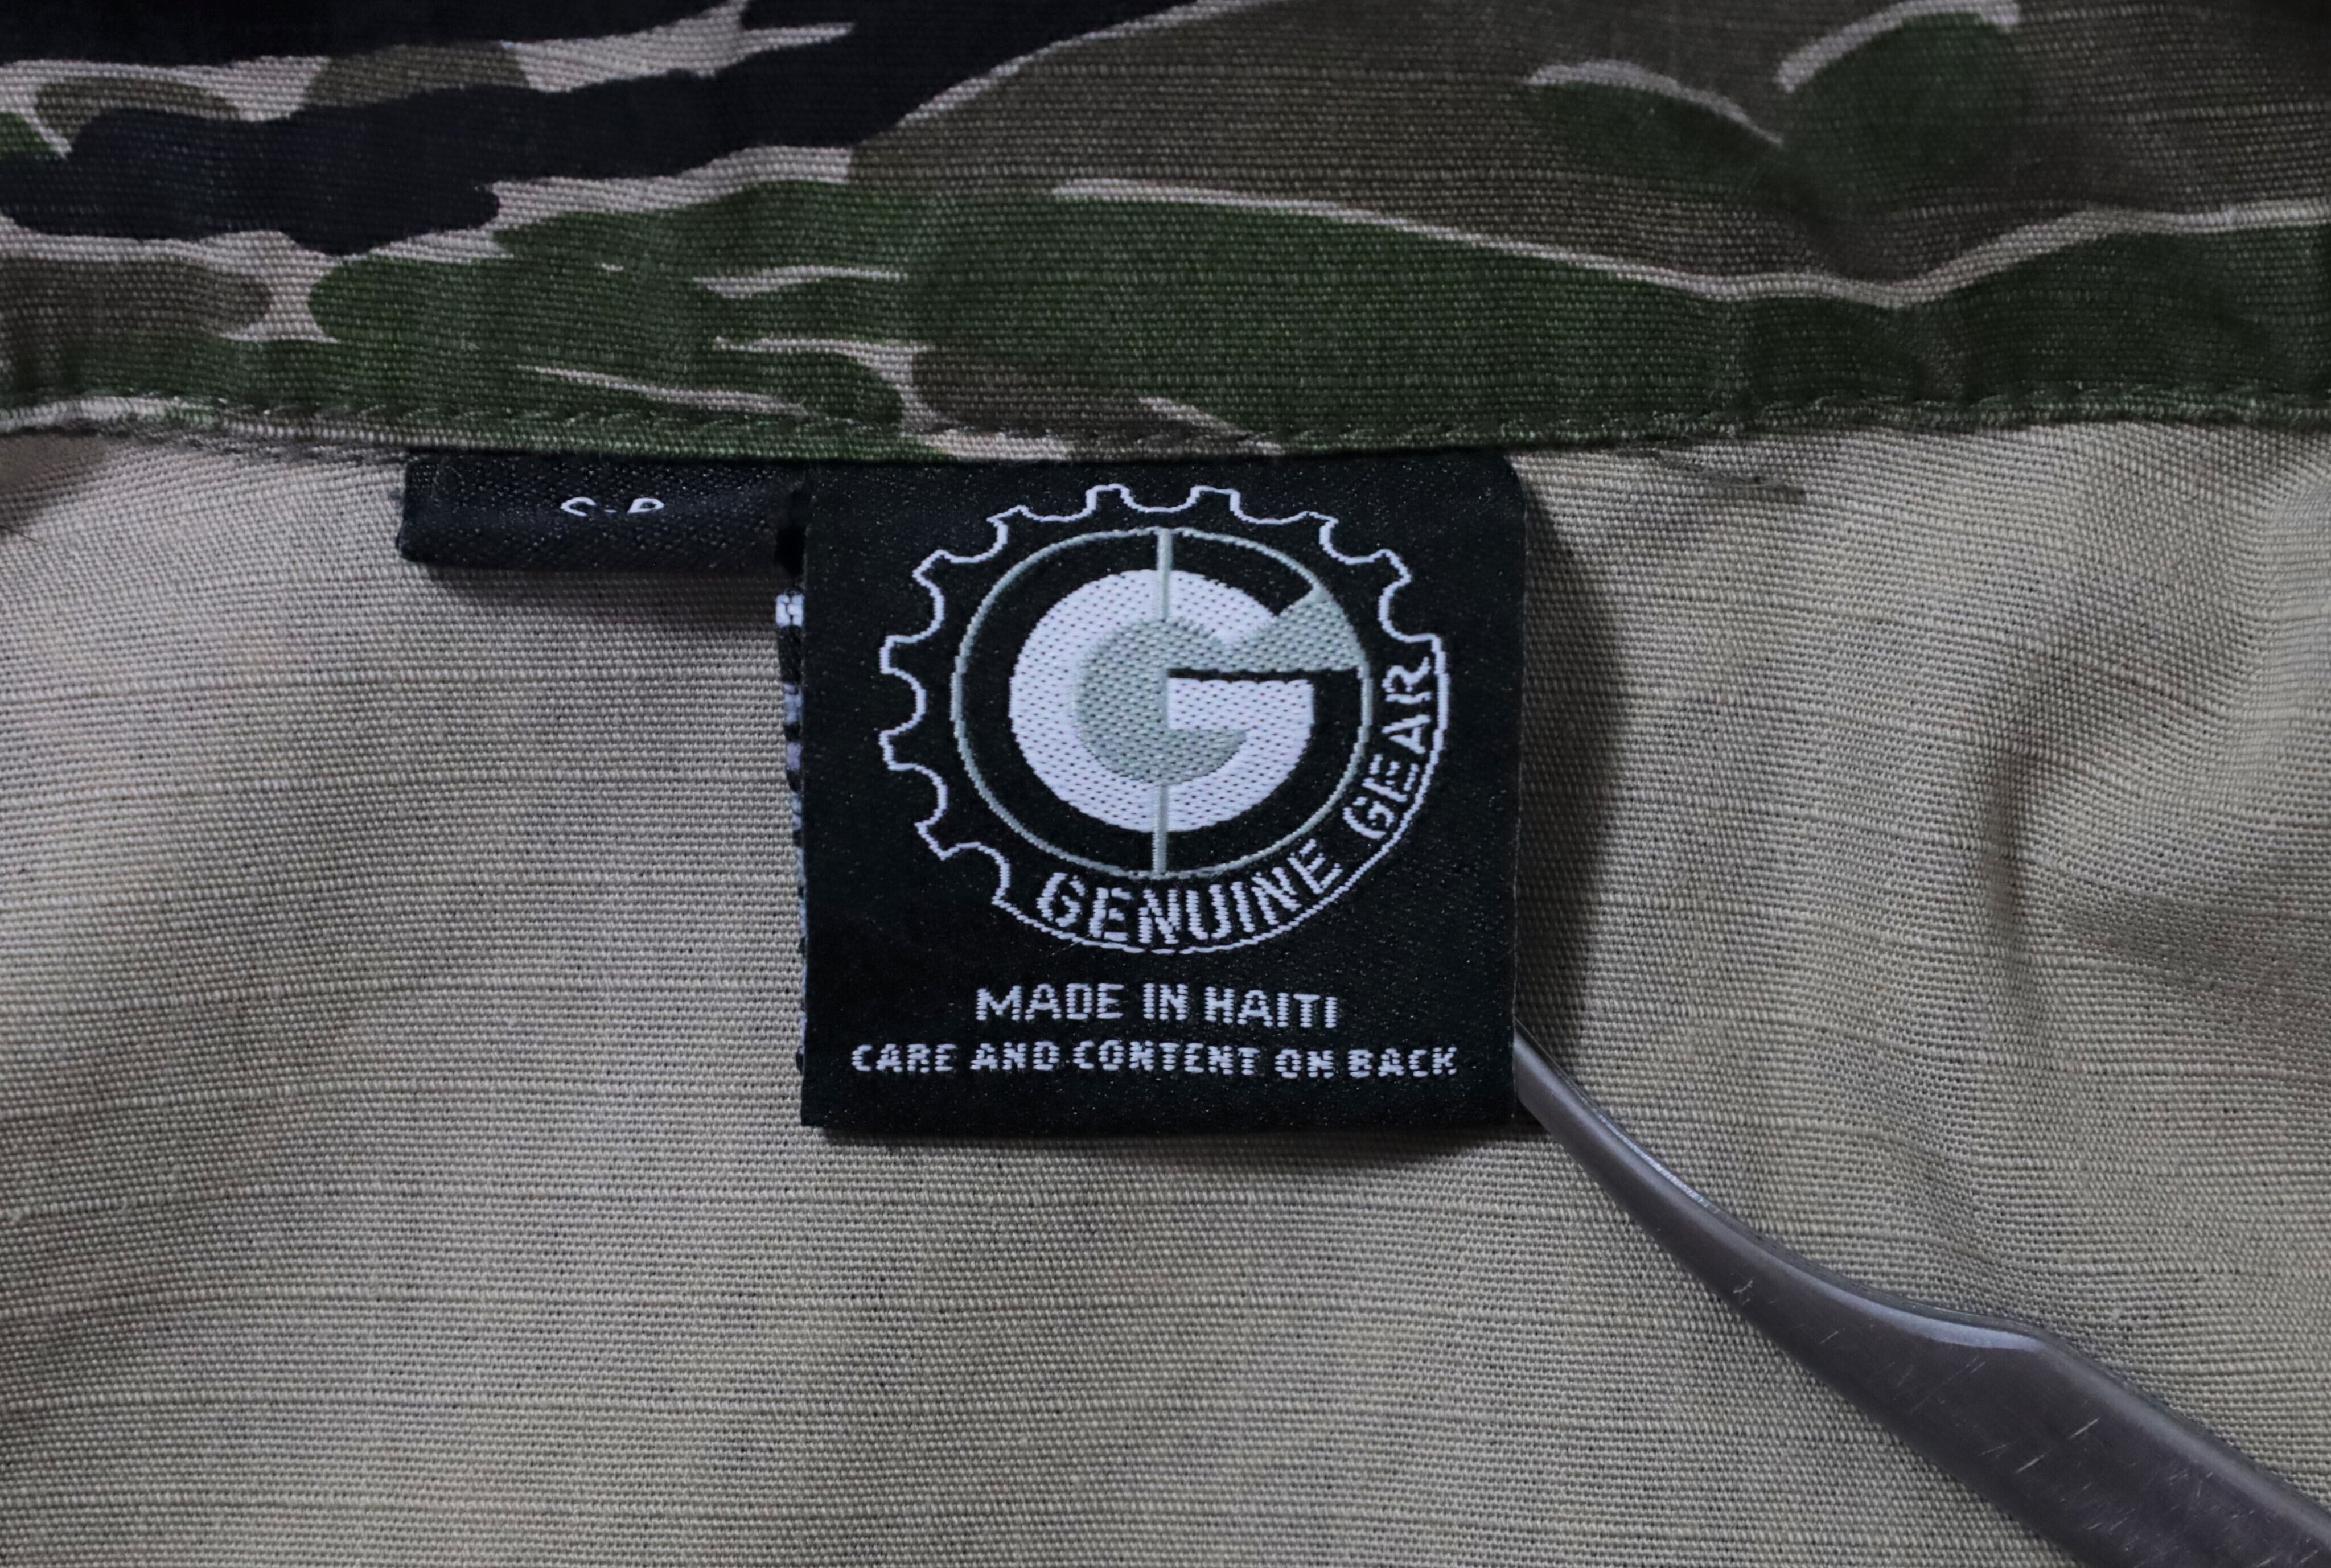 S-R
GENUINE GEAR
MADE IN HAITI
CARE AND CONTENT ON BACK